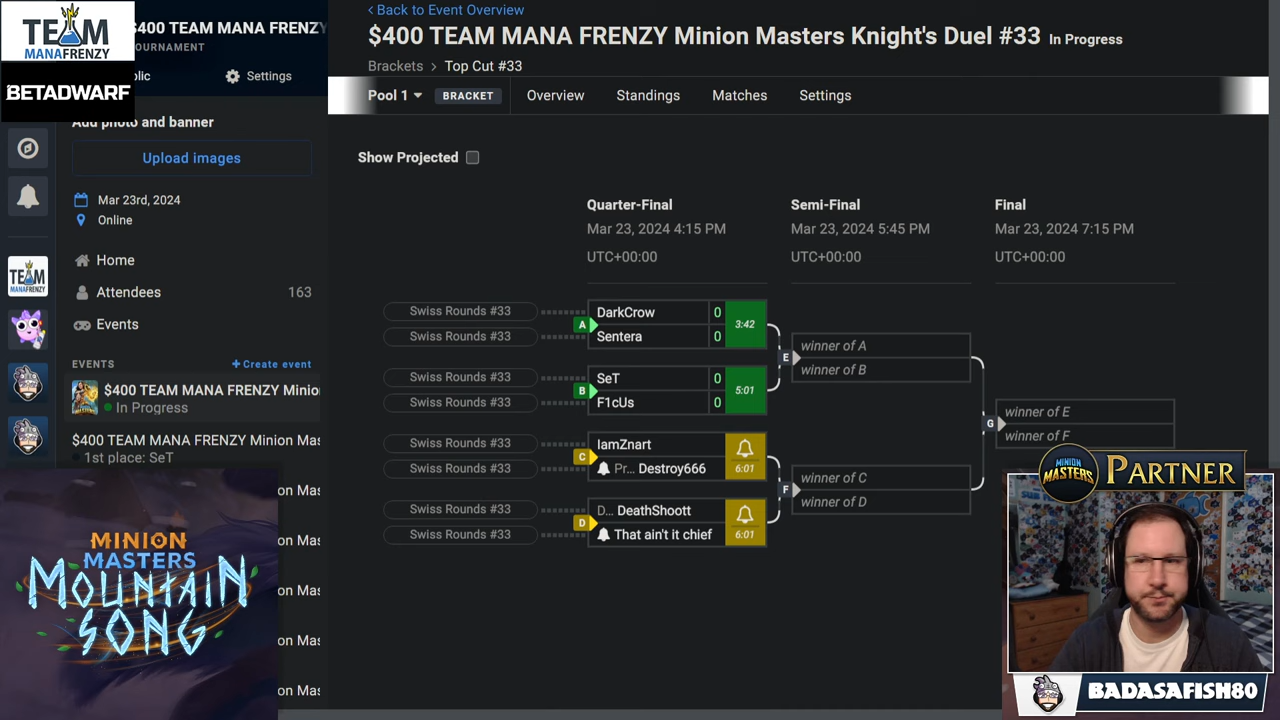 TEAM
MANAFRENZY
$400 TEAM MANA FRENZY
OURNAMENT
BETADWARF
blic
Settings
Add photo and banner
Upload images
Mar 23rd, 2024
Online
TEAM
Home
Attendees
163
Events
EVENTS
+Create event
$400 TEAM MANA FRENZY Minio
In Progress
$400 TEAM MANA FRENZY Minion Mas
1st place: SeT
ion Mas
ion Mas
ion Mas
ion Mas
ion Mas
MINION
MASTERS
MOUNTAIN
SONG
Back to Event Overview
$400 TEAM MANA FRENZY Minion Masters Knight's Duel #33 In Progress
Brackets > Top Cut #33
Pool 1
BRACKET
Overview
Standings
Matches
Settings
Show Projected
Quarter-Final
Mar 23, 2024 4:15 PM
UTC+00:00
Semi-Final
Mar 23, 2024 5:45 PM
UTC+00:00
Final
Mar 23, 2024 7:15 PM
UTC+00:00
Swiss Rounds #33
Swiss Rounds #33
A
DarkCrow 0
Sentera 0
3:42
Swiss Rounds #33
Swiss Rounds #33
B
SeT 0
F1cUs 0
5:01
Swiss Rounds #33
Swiss Rounds #33
C
IamZnart
Pr... Destroy666
6:01
Swiss Rounds #33
Swiss Rounds #33
D
D... DeathShoott
That ain't it chief
6:01
E
winner of A
winner of B
F
winner of C
winner of D
G
winner of E
winner of F
MINION
MASTERS
PARTNER
BADASAFISH80